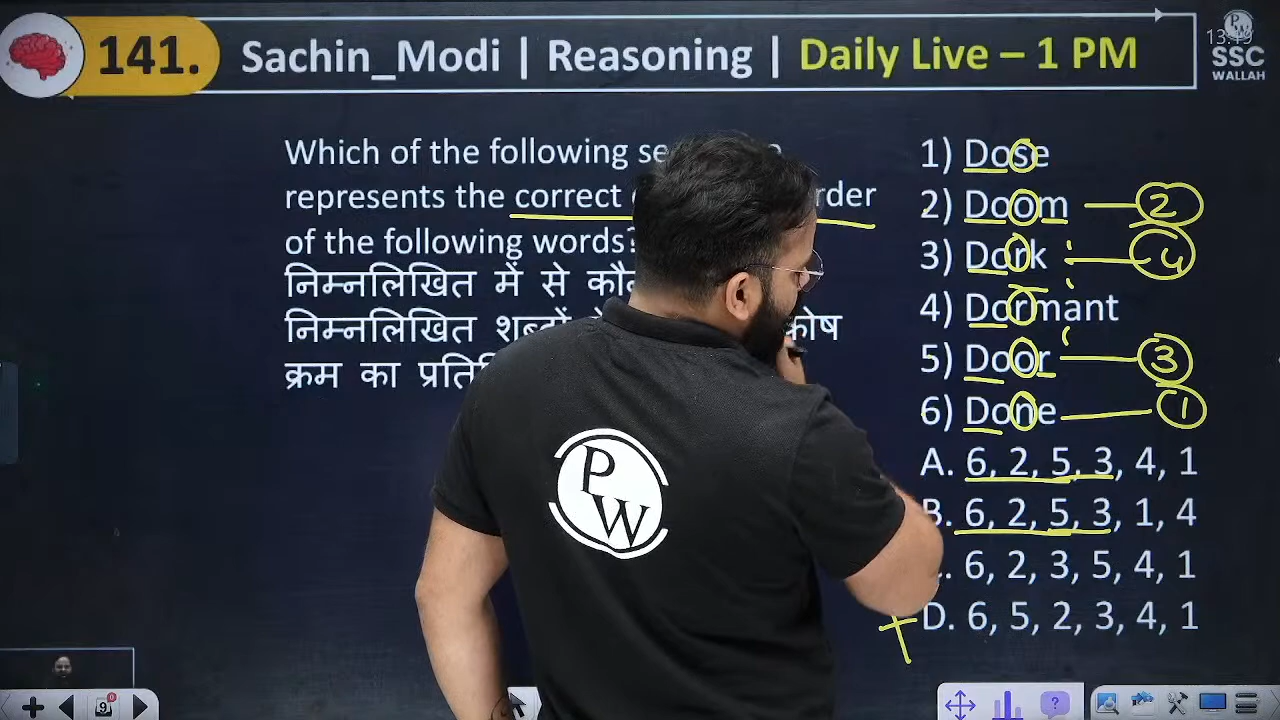 141. Sachin_Modi | Reasoning | Daily Live – 1 PM
SSC
WALLAH
Which of the following
represents the correct
of the following words?
निम्नलिखित में से
निम्नलिखित
क्रम का
1) Dose
2) Doom 2
3) Dork 4
4) Dormant
5) Door 3
6) Done 1
A. 6, 2, 5, 3, 4, 1
B. 6, 2, 5, 3, 1, 4
6, 2, 3, 5, 4, 1
D. 6, 5, 2, 3, 4, 1
PW